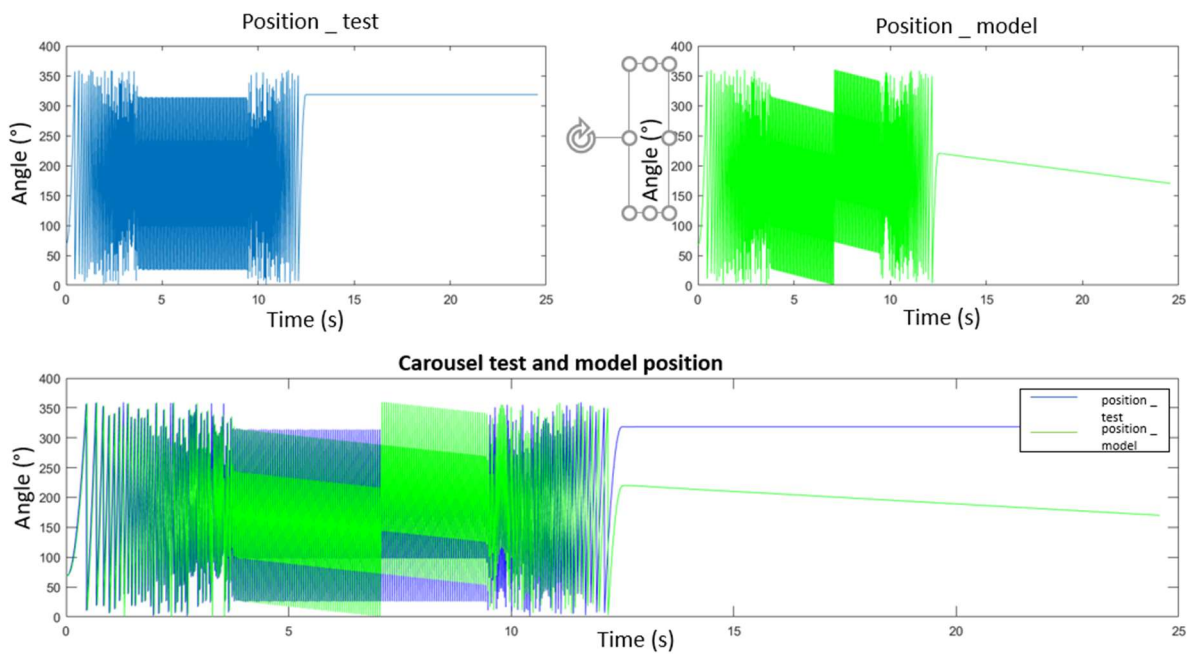 Position _ test
400
350
300
250
200
150
100
50
0
Angle (°)
0 5 10 15 20 25
Time (s)
Position _ model
400
350
300
250
200
150
100
50
0
Angle (°)
0 5 10 15 20 25
Time (s)
Carousel test and model position
400
350
300
250
200
150
100
50
0
Angle (°)
0 5 10 15 20 25
Time (s)
position _
test
position _
model